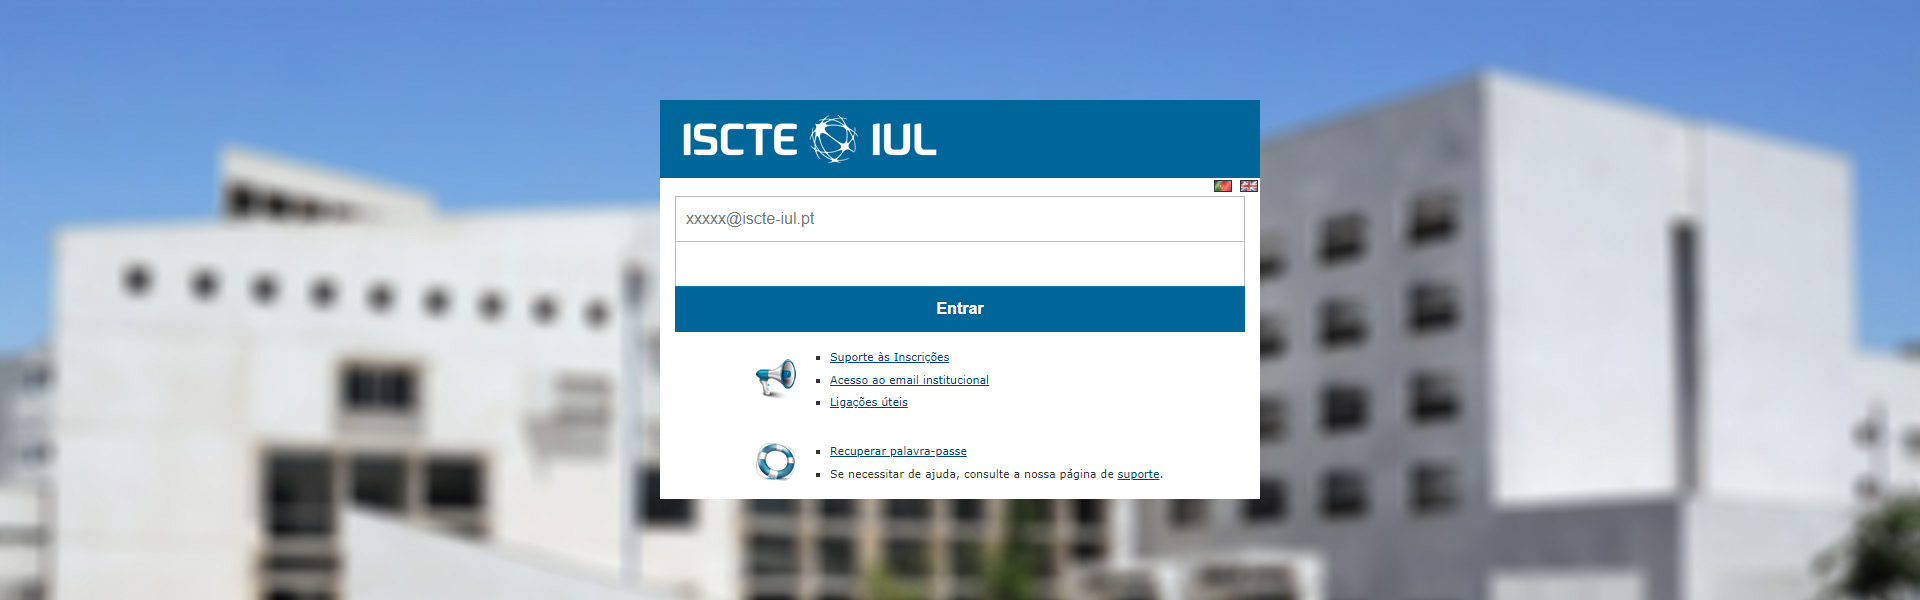 ISCTE IUL
xxxxx@iscte-iul.pt
Entrar
Suporte às Inscrições
Acesso ao email institucional
Ligações úteis
Recuperar palavra-passe
Se necessitar de ajuda, consulte a nossa página de suporte.